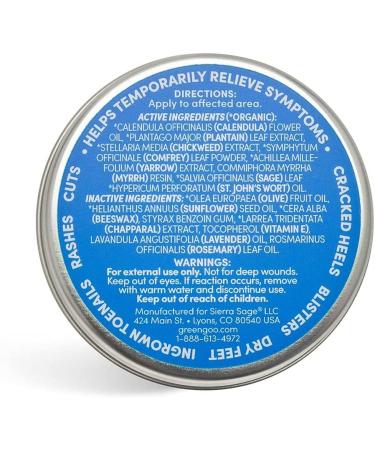 • HELPS TEMPORARILY RELIEVE SYMPTOMS •
CRACKED HEELS
BLISTERS
DRY FEET
INGROWN TOENAILS
RASHES
CUTS
DIRECTIONS:
Apply to affected area.
ACTIVE INGREDIENTS (*ORGANIC):
*CALENDULA OFFICINALIS (CALENDULA) FLOWER
OIL, *PLANTAGO MAJOR (PLANTAIN) LEAF EXTRACT,
*STELLARIA MEDIA (CHICKWEED) EXTRACT, *SYMPHYTUM
OFFICINALE (COMFREY) LEAF POWDER, *ACHILLEA MILLE-
FOLIUM (YARROW) EXTRACT, COMMIPHORA MYRRHA
(MYRRH) RESIN, *SALVIA OFFICINALIS (SAGE) LEAF
*HYPERICUM PERFORATUM (ST. JOHN'S WORT) OIL.
INACTIVE INGREDIENTS: *OLEA EUROPAEA (OLIVE) FRUIT OIL,
HELIANTHUS ANNUUS (SUNFLOWER) SEED OIL, *CERA ALBA
(BEESWAX), STYRAX BENZOIN GUM, *LARREA TRIDENTATA
(CHAPPARAL) EXTRACT, TOCOPHEROL (VITAMIN E),
LAVANDULA ANGUSTIFOLIA (LAVENDER) OIL, ROSMARINUS
OFFICINALIS (ROSEMARY) LEAF OIL.
WARNINGS:
For external use only. Not for deep wounds.
Keep out of eyes. If reaction occurs, remove
with warm water and discontinue use.
Keep out of reach of children.
Manufactured for Sierra Sage® LLC
424 Main St. • Lyons, CO 80540 USA
greengoo.com
1-888-613-4972